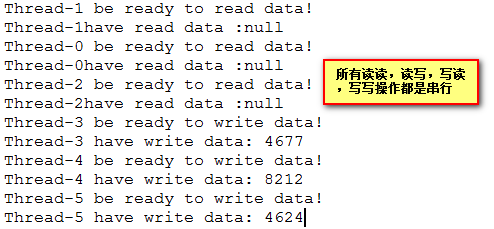 Thread-1 be ready to read data!
Thread-1have read data :null
Thread-0 be ready to read data!
Thread-0have read data :null
Thread-2 be ready to read data!
Thread-2have read data :null
Thread-3 be ready to write data!
Thread-3 have write data: 4677
Thread-4 be ready to write data!
Thread-4 have write data: 8212
Thread-5 be ready to write data!
Thread-5 have write data: 4624
所有读读，读写，写读
，写写操作都是串行